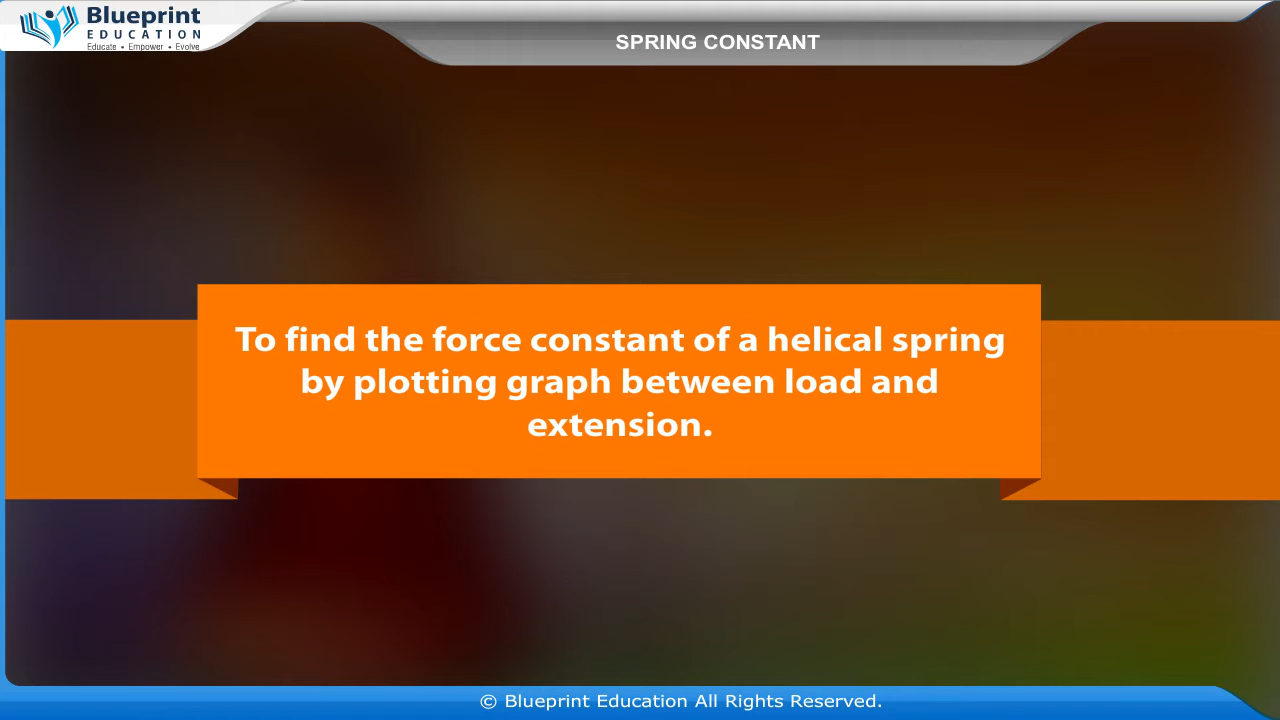 Blueprint
EDUCATION
Educate • Empower • Evolve
SPRING CONSTANT
To find the force constant of a helical spring
by plotting graph between load and
extension.
© Blueprint Education All Rights Reserved.